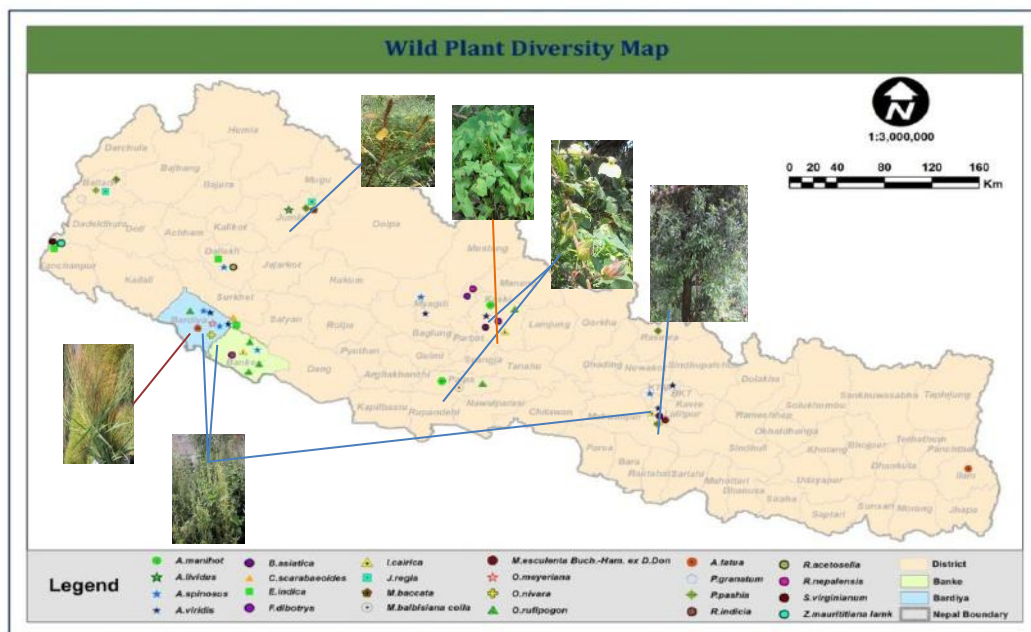 Wild Plant Diversity Map
N
1:3,000,000
0 20 40 80 120 160
Km
Humla
Darchula
Bajhang
Baitadi
Bajura
Mugu
Dadeldhura
Doti
Achham
Kalikot
Jumla
Dolpa
Mustang
Kanchanpur
Kailali
Dailekh
Jajarkot
Rukum
Manang
Surkhet
Myagdi
Kaski
Bardiya
Salyan
Rolpa
Baglung
Parbat
Lamjung
Gorkha
Rasuwa
Banke
Dang
Pyuthan
Gulmi
Syangja
Tanahu
Dhading
Nuwakot
Sindhupalchok
Dolakha
Sankhuwasabha
Taplejung
Arghakhanchi
Palpa
KTM
BKT
Kavre
Solukhumbu
Kapilbastu
Rupandehi
Nawalparasi
Chitawan
Makwanpur
Lalitpur
Ramechhap
Okhaldhunga
Bhojpur
Terhathum
Panchthar
Parsa
Bara
Rautahat
Sarlahi
Sindhuli
Khotang
Dhankuta
Ilam
Mahottari
Dhanusa
Siraha
Udayapur
Saptari
Sunsari
Morang
Jhapa
Legend
A.manihot
B.asiatica
I.cairica
M.esculenta Buch.-Ham. ex D.Don
A.fatua
R.acetosella
District
A.lividus
C.scarabaeoides
J.regia
O.meyeriana
P.granatum
R.nepalensis
Banke
A.spinosos
E.indica
M.baccata
O.nivara
P.pashia
S.virginianum
Bardiya
A.viridis
F.dibotrys
M.balbisiana colla
O.rufipogon
R.indicia
Z.maurititiana lamk
Nepal Boundary